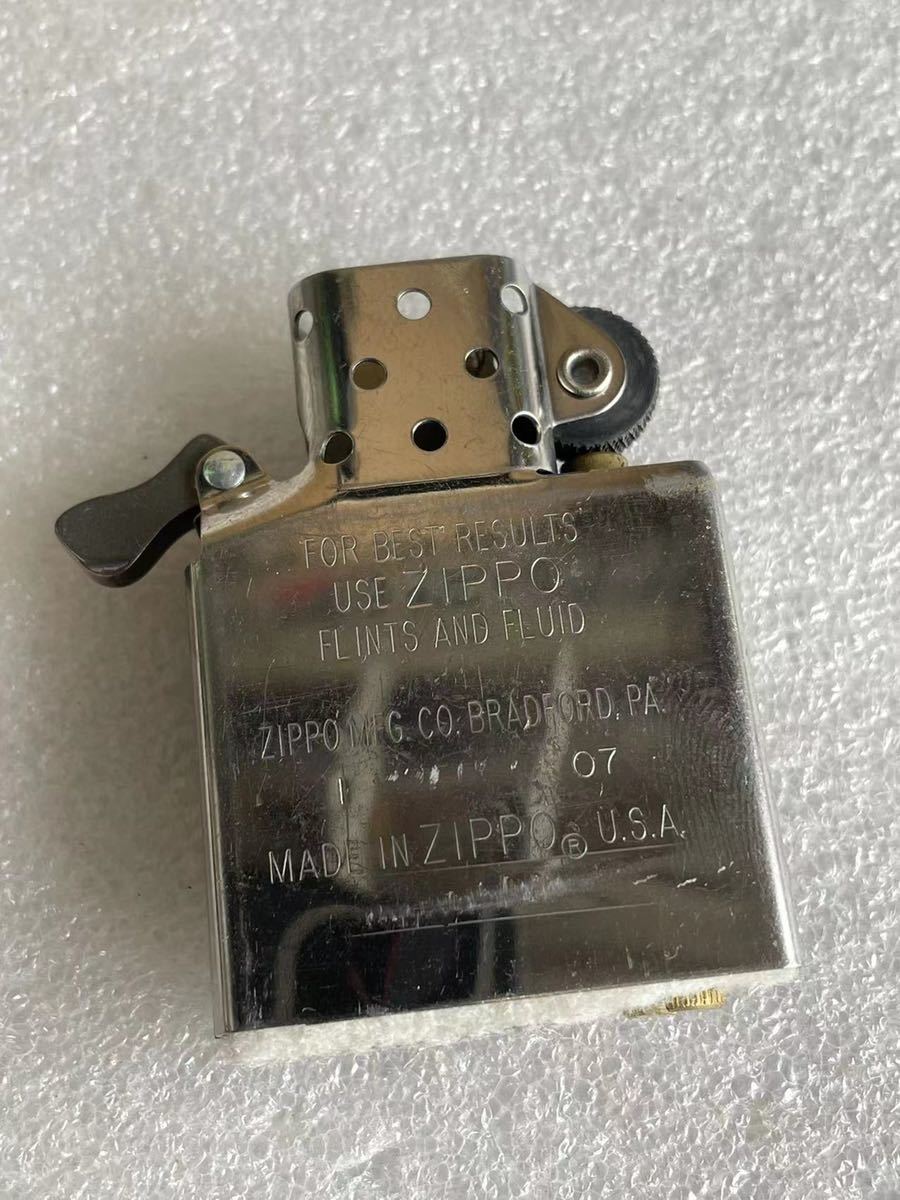 FOR BEST RESULTS
USE ZIPPO
FLINTS AND FLUID
ZIPPO MFG. CO. BRADFORD, PA.
I 07
MADE IN ZIPPO® U.S.A.